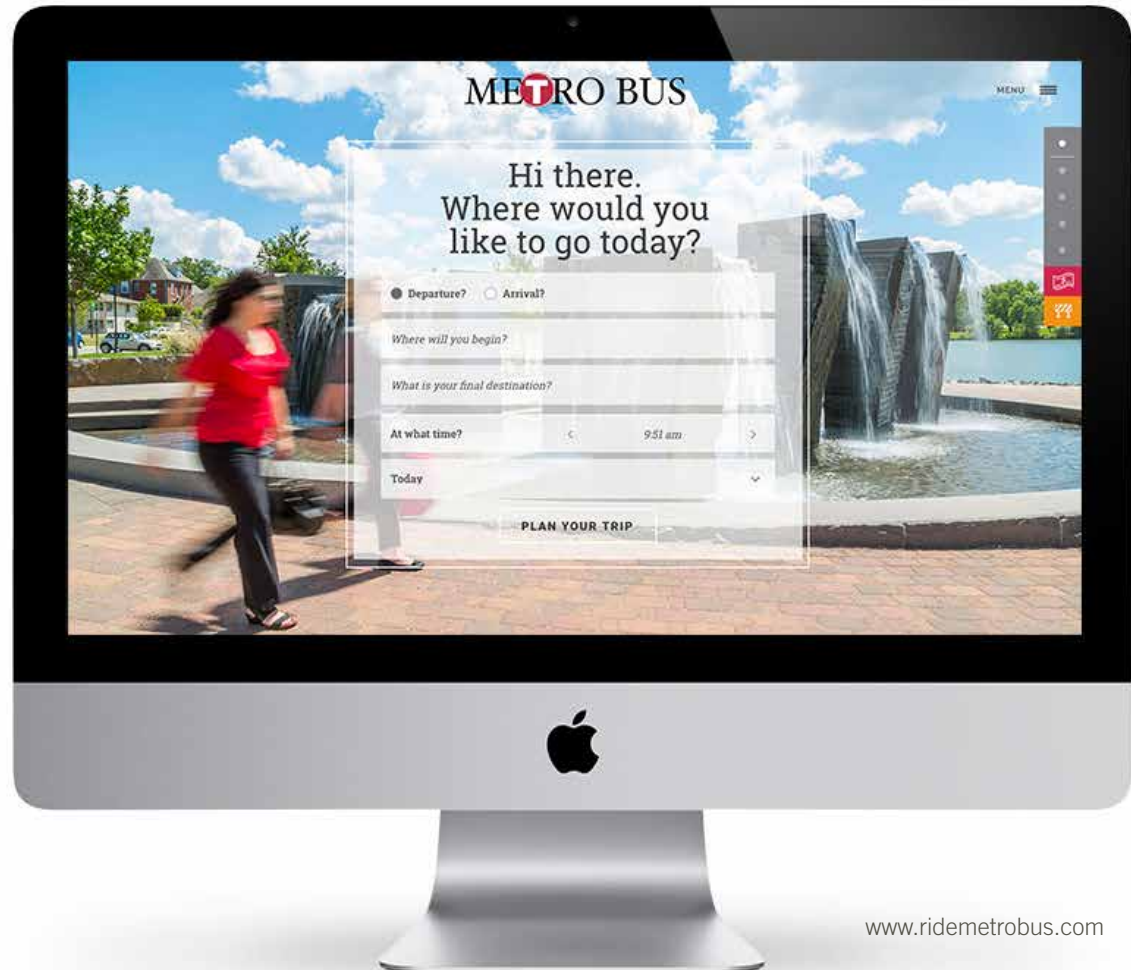 METRO BUS
MENU
Hi there.
Where would you
like to go today?
Departure? Arrival?
Where will you begin?
What is your final destination?
At what time? < 9:51 am >
Today
PLAN YOUR TRIP
www.ridemetrobus.com